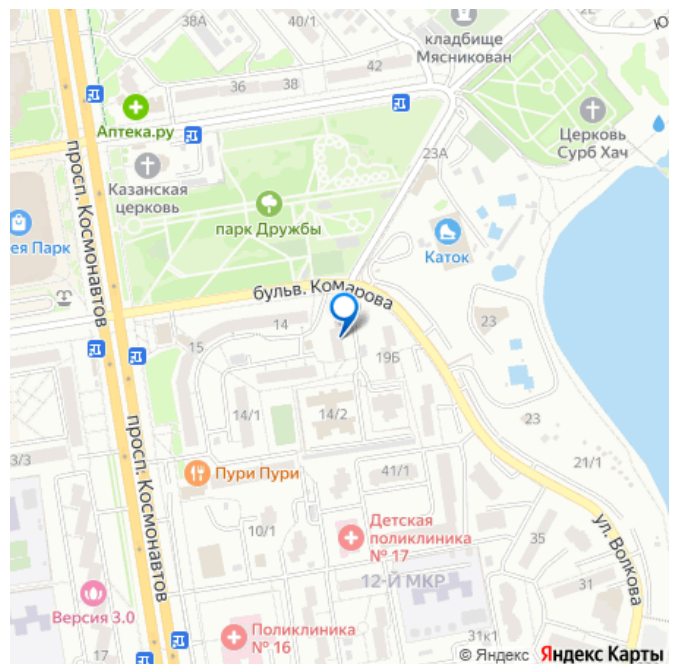 38А
40/1
кладбище
Мясникован
42
36
38
Аптека.ру
Церковь
Сурб Хач
23А
просп. Космонавтов
Казанская
церковь
парк Дружбы
ея Парк
Каток
бульв. Комарова
14
15
23
19Б
14/1
14/2
23
просп. Космонавтов
3/3
Пури Пури
41/1
21/1
10/1
Детская
поликлиника
№ 17
ул. Волкова
35
12-Й МКР
31
Версия 3.0
Поликлиника
№ 16
31к1
17
© Яндекс Яндекс Карты